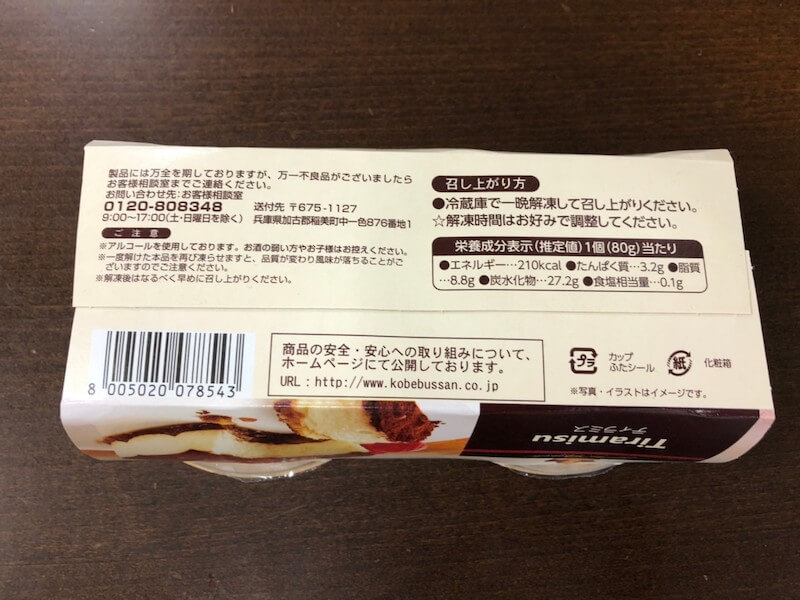 製品には万全を期しておりますが、万一不良品がございましたら
お客様相談室までご連絡ください。
お問い合わせ先:お客様相談室
0120-808348
9:00〜17:00(土・日曜日を除く)
送付先 〒675-1127
兵庫県加古郡稲美町中一色876番地1
ご注意
※アルコールを使用しております。お酒の弱い方やお子様はお控えください。
※一度解けた本品を再び凍らせますと、品質が変わり風味が落ちることがご
ざいますのでご注意ください。
※解凍後はなるべく早めに召し上がりください。
召し上がり方
●冷蔵庫で一晩解凍して召し上がりください。
☆解凍時間はお好みで調整してください。
栄養成分表示(推定値)1個(80g)当たり
●エネルギー…210kcal ●たんぱく質…3.2g ●脂質
…8.8g ●炭水化物…27.2g ●食塩相当量…0.1g
8 005020 078543
商品の安全・安心への取り組みについて、
ホームページにて公開しております。
URL：http://www.kobebussan.co.jp
プラ
カップ
ふたシール
紙
化粧箱
※写真・イラストはイメージです。
Tiramisu
ティラミス